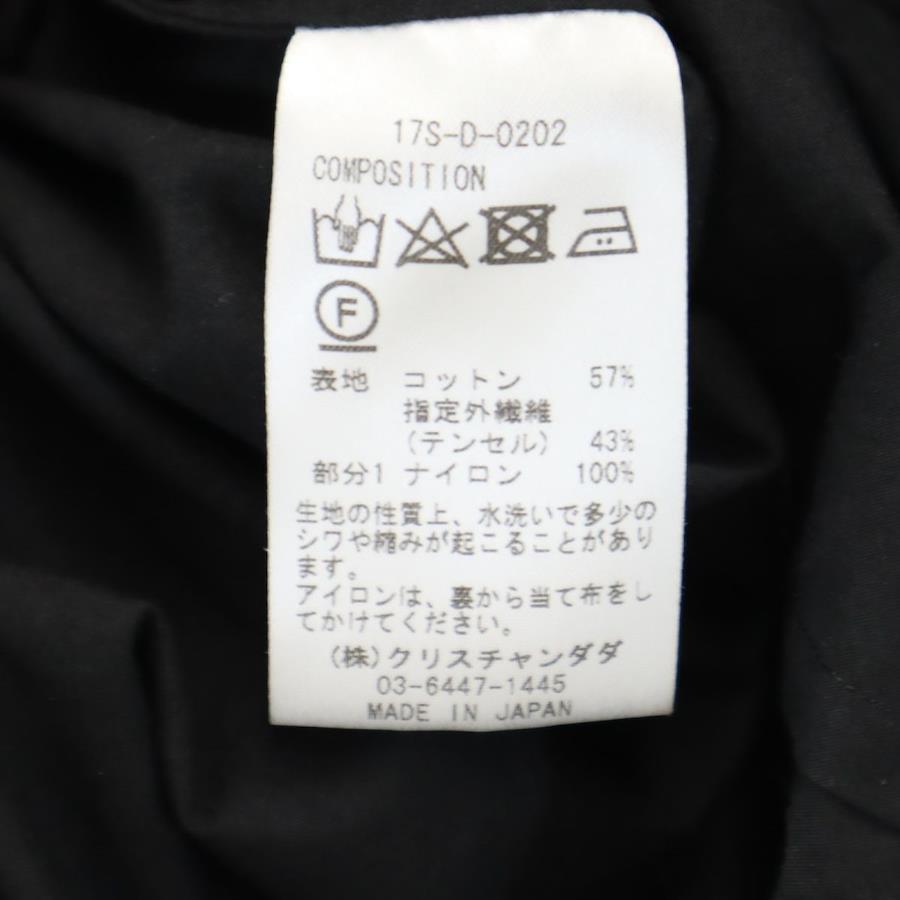 17S-D-0202
COMPOSITION
F
表地 コットン 57%
指定外繊維
(テンセル) 43%
部分1 ナイロン 100%
生地の性質上、水洗いで多少の
シワや縮みが起こることがあり
ます。
アイロンは、裏から当て布をし
てかけてください。
(株)クリスチャンダダ
03-6447-1445
MADE IN JAPAN